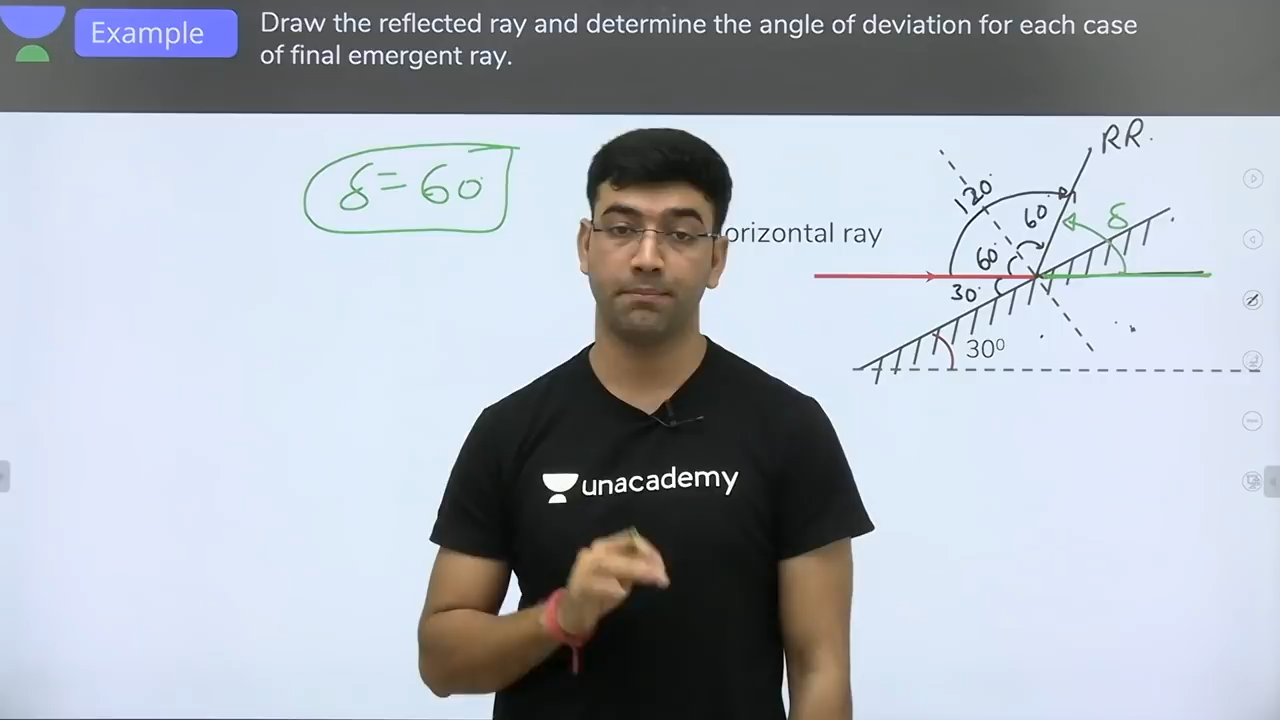 Example
Draw the reflected ray and determine the angle of deviation for each case
of final emergent ray.
δ = 60
RR.
120°
60°
δ
orizontal ray
60°
30°
30⁰
unacademy